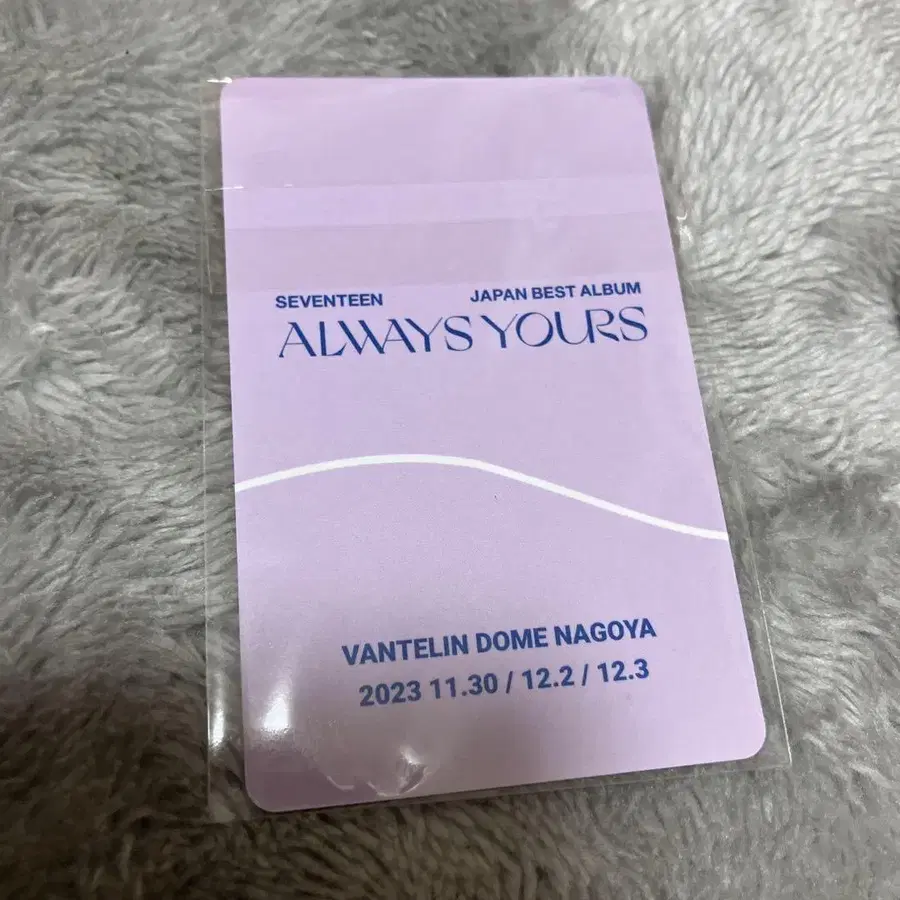 SEVENTEEN JAPAN BEST ALBUM
ALWAYS YOURS
VANTELIN DOME NAGOYA
2023 11.30 / 12.2 / 12.3